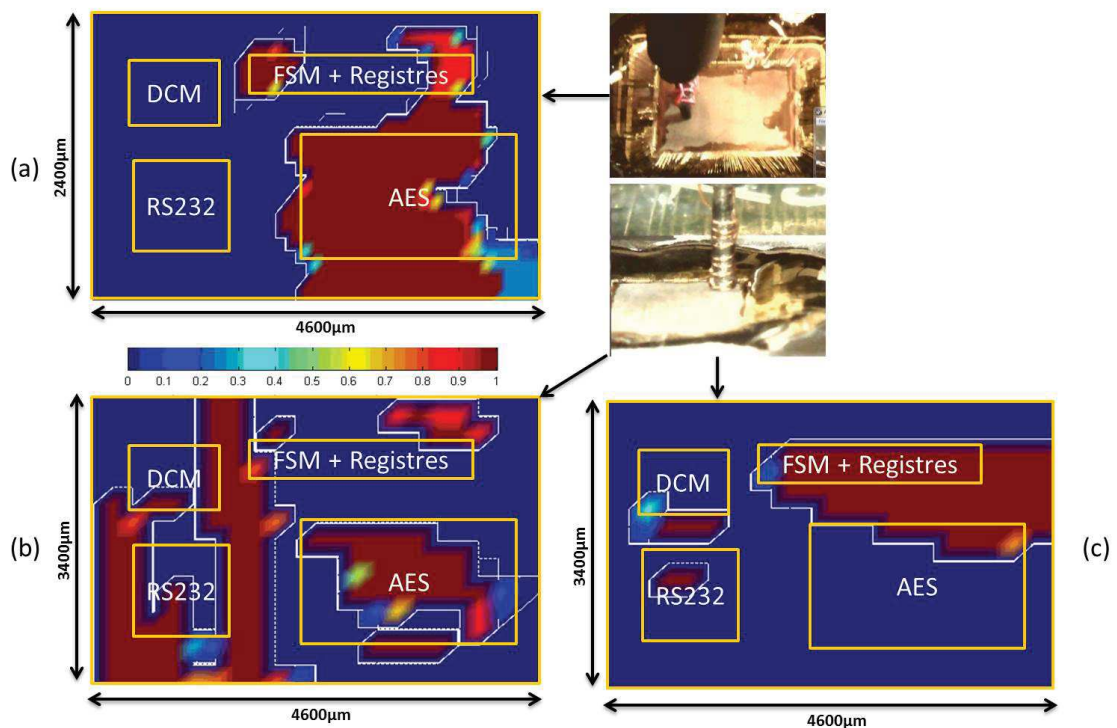 (a)
2400µm
DCM
FSM + Registres
RS232
AES
4600µm
0 0.1 0.2 0.3 0.4 0.5 0.6 0.7 0.8 0.9 1
(b)
3400µm
DCM
FSM + Registres
RS232
AES
4600µm
3400µm
DCM
FSM + Registres
RS232
AES
(c)
4600µm